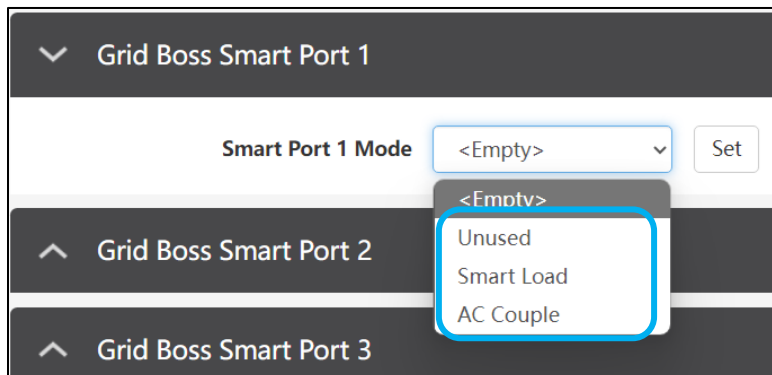 Grid Boss Smart Port 1
Smart Port 1 Mode <Empty> Set
<Empty>
Unused
Smart Load
AC Couple
Grid Boss Smart Port 2
Grid Boss Smart Port 3